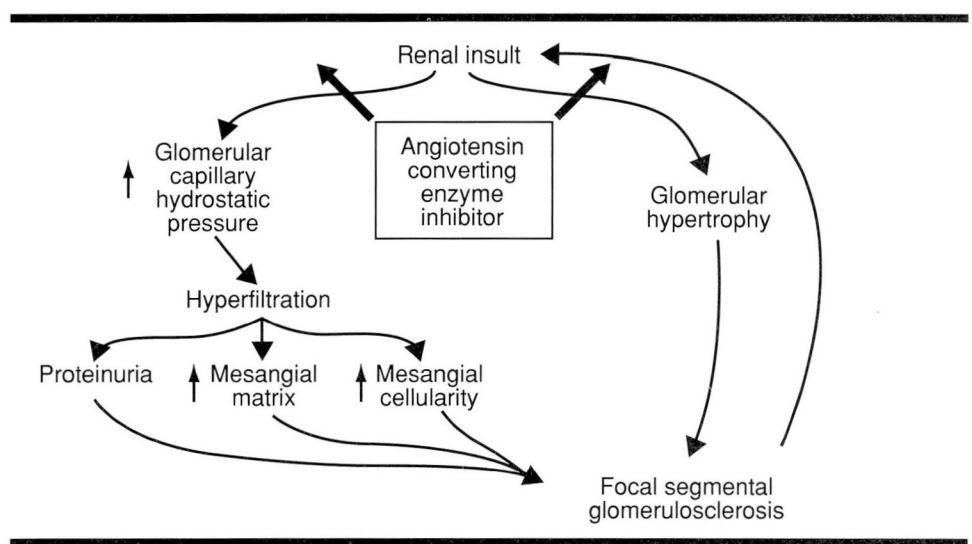 Renal insult
Angiotensin
converting
enzyme
inhibitor
Glomerular
capillary
hydrostatic
pressure
Glomerular
hypertrophy
Hyperfiltration
Proteinuria
Mesangial
matrix
Mesangial
cellularity
Focal segmental
glomerulosclerosis